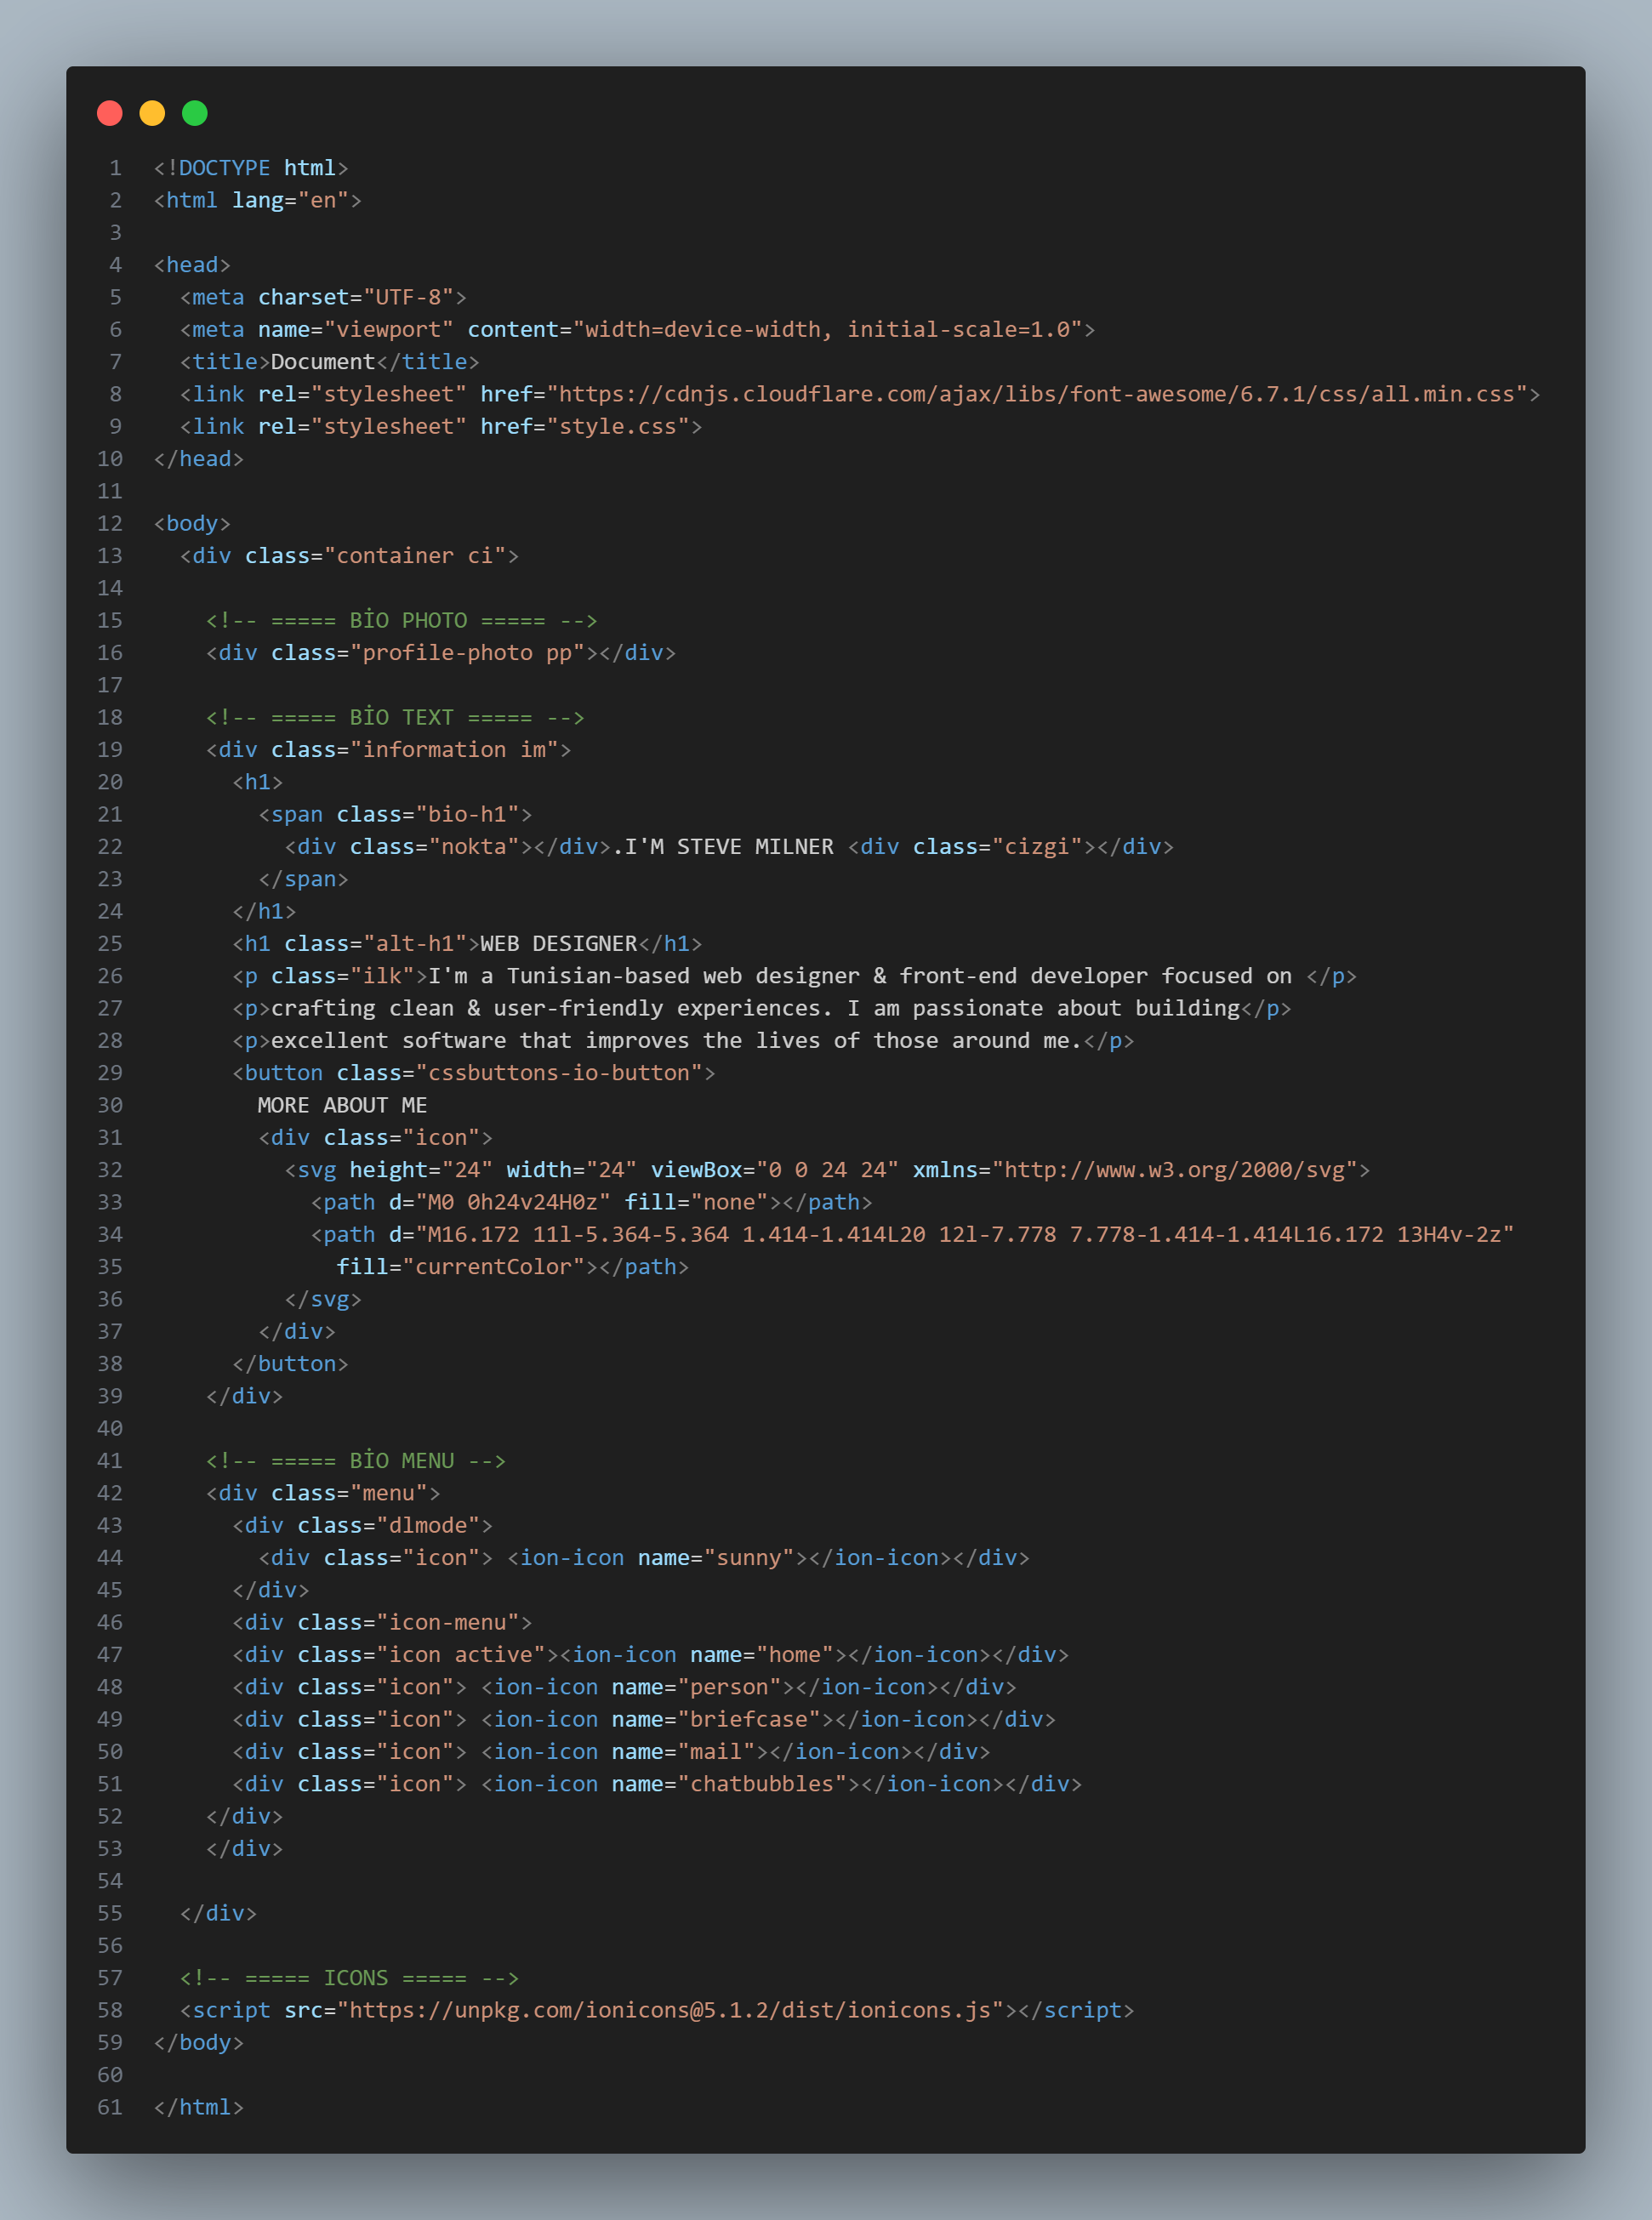 1 <!DOCTYPE html>
2 <html lang="en">
3
4 <head>
5   <meta charset="UTF-8">
6   <meta name="viewport" content="width=device-width, initial-scale=1.0">
7   <title>Document</title>
8   <link rel="stylesheet" href="https://cdnjs.cloudflare.com/ajax/libs/font-awesome/6.7.1/css/all.min.css">
9   <link rel="stylesheet" href="style.css">
10 </head>
11
12 <body>
13   <div class="container ci">
14
15     <!-- ===== BİO PHOTO ===== -->
16     <div class="profile-photo pp"></div>
17
18     <!-- ===== BİO TEXT ===== -->
19     <div class="information im">
20       <h1>
21         <span class="bio-h1">
22           <div class="nokta"></div>.I'M STEVE MILNER <div class="cizgi"></div>
23         </span>
24       </h1>
25       <h1 class="alt-h1">WEB DESIGNER</h1>
26       <p class="ilk">I'm a Tunisian-based web designer & front-end developer focused on </p>
27       <p>crafting clean & user-friendly experiences. I am passionate about building</p>
28       <p>excellent software that improves the lives of those around me.</p>
29       <button class="cssbuttons-io-button">
30         MORE ABOUT ME
31         <div class="icon">
32           <svg height="24" width="24" viewBox="0 0 24 24" xmlns="http://www.w3.org/2000/svg">
33             <path d="M0 0h24v24H0z" fill="none"></path>
34             <path d="M16.172 11l-5.364-5.364 1.414-1.414L20 12l-7.778 7.778-1.414-1.414L16.172 13H4v-2z"
35               fill="currentColor"></path>
36           </svg>
37         </div>
38       </button>
39     </div>
40
41     <!-- ===== BİO MENU -->
42     <div class="menu">
43       <div class="dlmode">
44         <div class="icon"> <ion-icon name="sunny"></ion-icon></div>
45       </div>
46       <div class="icon-menu">
47       <div class="icon active"><ion-icon name="home"></ion-icon></div>
48       <div class="icon"> <ion-icon name="person"></ion-icon></div>
49       <div class="icon"> <ion-icon name="briefcase"></ion-icon></div>
50       <div class="icon"> <ion-icon name="mail"></ion-icon></div>
51       <div class="icon"> <ion-icon name="chatbubbles"></ion-icon></div>
52     </div>
53     </div>
54
55   </div>
56
57   <!-- ===== ICONS ===== -->
58   <script src="https://unpkg.com/ionicons@5.1.2/dist/ionicons.js"></script>
59 </body>
60
61 </html>